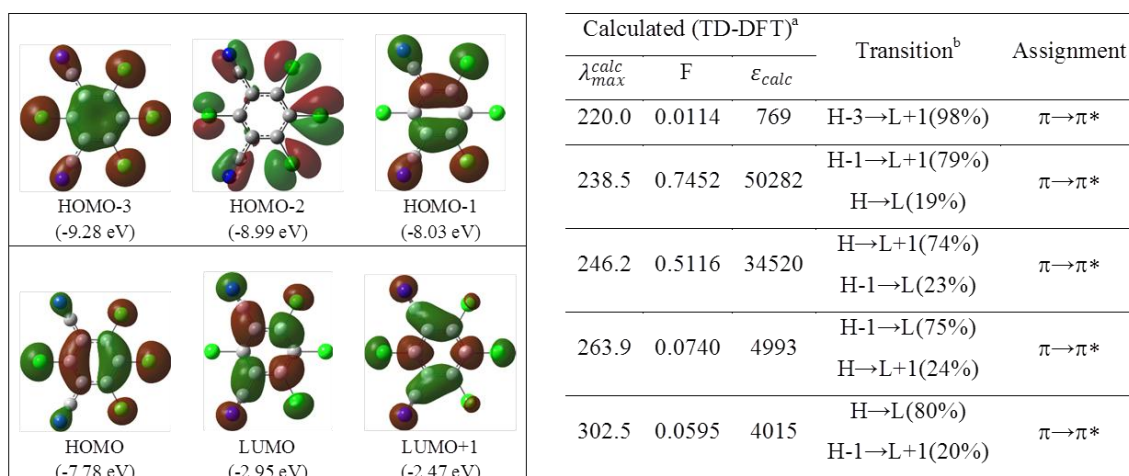 HOMO-3 HOMO-2 HOMO-1
(-9.28 eV) (-8.99 eV) (-8.03 eV)
HOMO LUMO LUMO+1
(-7.78 eV) (-2.95 eV) (-2.47 eV)
Calculated (TD-DFT)ᵃ Transitionᵇ Assignment
λ_max^calc F ε_calc
220.0 0.0114 769 H-3→L+1(98%) π→π*
238.5 0.7452 50282 H-1→L+1(79%) π→π*
H→L(19%)
246.2 0.5116 34520 H→L+1(74%) π→π*
H-1→L(23%)
263.9 0.0740 4993 H-1→L(75%) π→π*
H→L+1(24%)
302.5 0.0595 4015 H→L(80%) π→π*
H-1→L+1(20%)